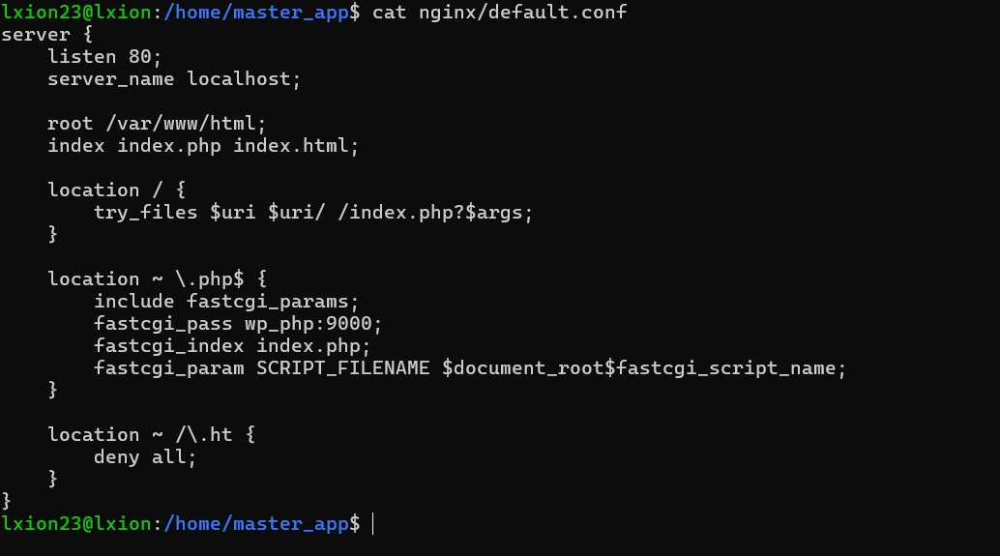 lxion23@lxion:/home/master_app$ cat nginx/default.conf
server {
    listen 80;
    server_name localhost;

    root /var/www/html;
    index index.php index.html;

    location / {
        try_files $uri $uri/ /index.php?$args;
    }

    location ~ \.php$ {
        include fastcgi_params;
        fastcgi_pass wp_php:9000;
        fastcgi_index index.php;
        fastcgi_param SCRIPT_FILENAME $document_root$fastcgi_script_name;
    }

    location ~ /\.ht {
        deny all;
    }
}
lxion23@lxion:/home/master_app$